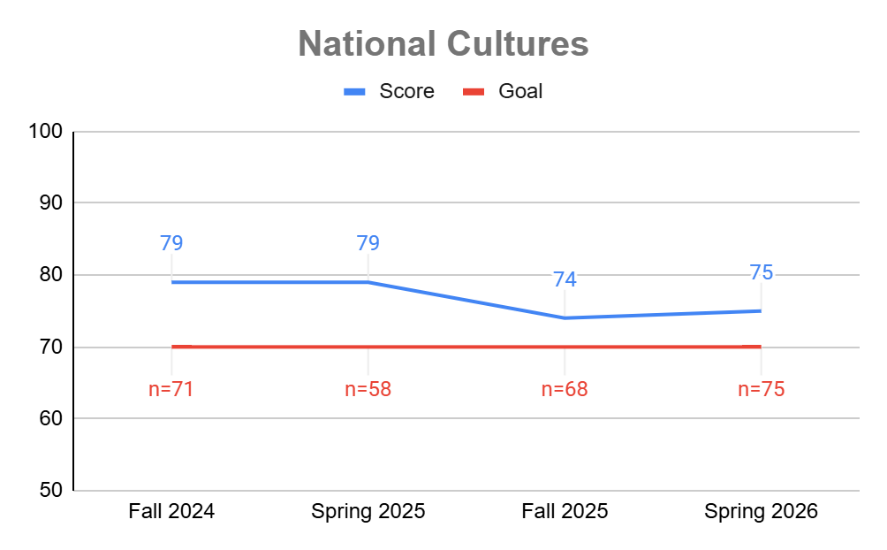 National Cultures
Score Goal
100
90
80
70
60
50
79 79 74 75
n=71 n=58 n=68 n=75
Fall 2024 Spring 2025 Fall 2025 Spring 2026